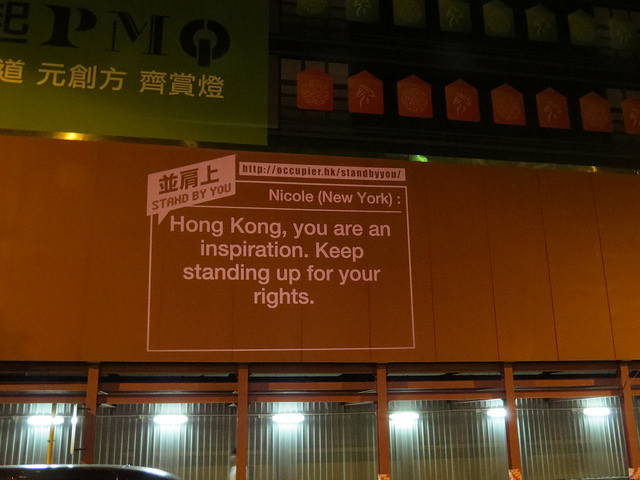 起 PMQ
道 元創方 齊賞燈
並肩上
STAND BY YOU
http://occupier.hk/standbyyou/
Nicole (New York) :
Hong Kong, you are an
inspiration. Keep
standing up for your
rights.